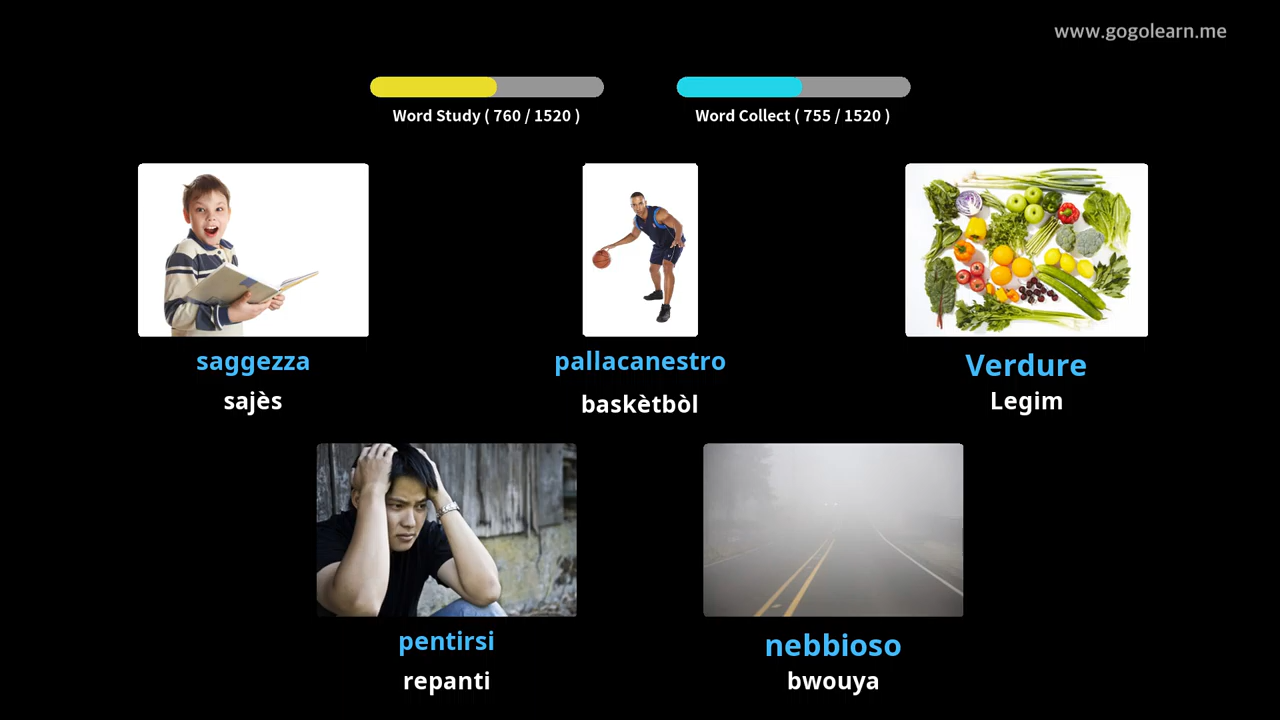 www.gogolearn.me
Word Study ( 760 / 1520 )
Word Collect ( 755 / 1520 )
saggezza
sajès
pallacanestro
baskètbòl
Verdure
Legim
pentirsi
repanti
nebbioso
bwouya